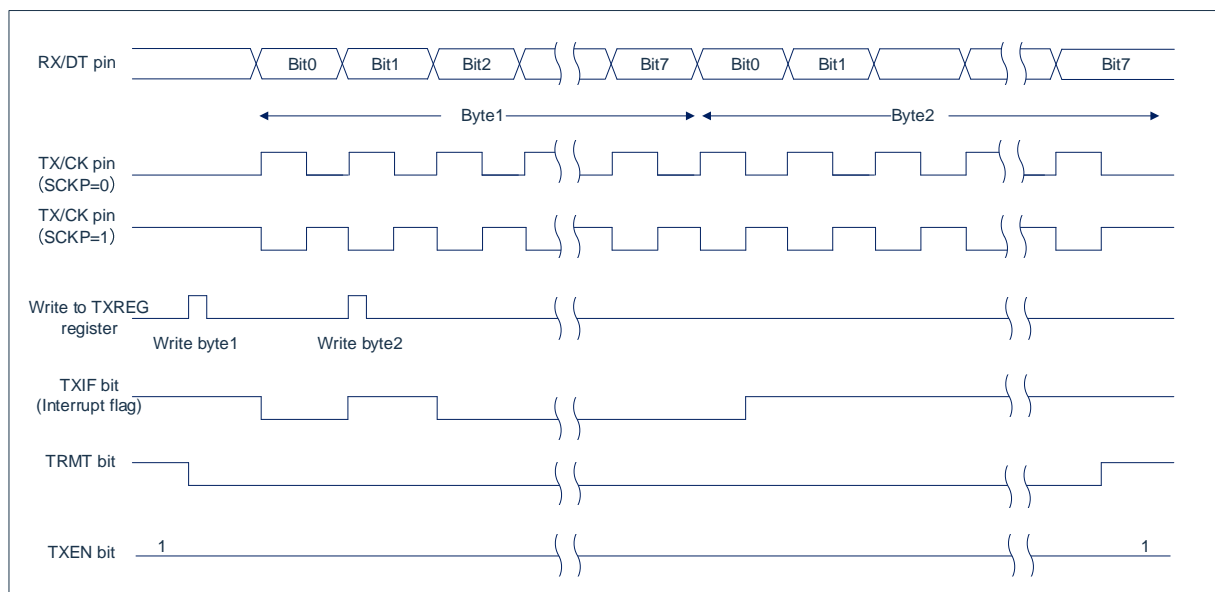 RX/DT pin
Bit0 Bit1 Bit2 Bit7 Bit0 Bit1 Bit7
Byte1 Byte2
TX/CK pin
（SCKP=0）
TX/CK pin
（SCKP=1）
Write to TXREG
register
Write byte1 Write byte2
TXIF bit
(Interrupt flag)
TRMT bit
TXEN bit
1 1